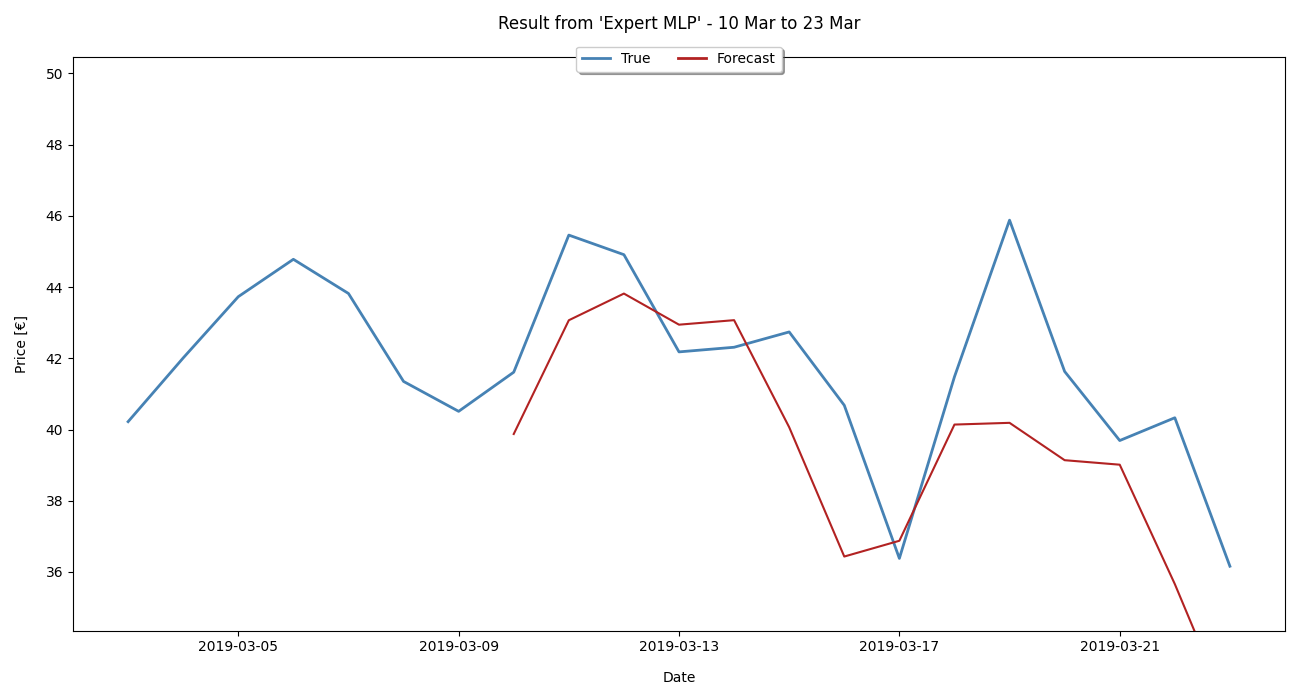 Result from 'Expert MLP' - 10 Mar to 23 Mar
True Forecast
50
48
46
44
42
40
38
36
Price [€]
2019-03-05 2019-03-09 2019-03-13 2019-03-17 2019-03-21
Date